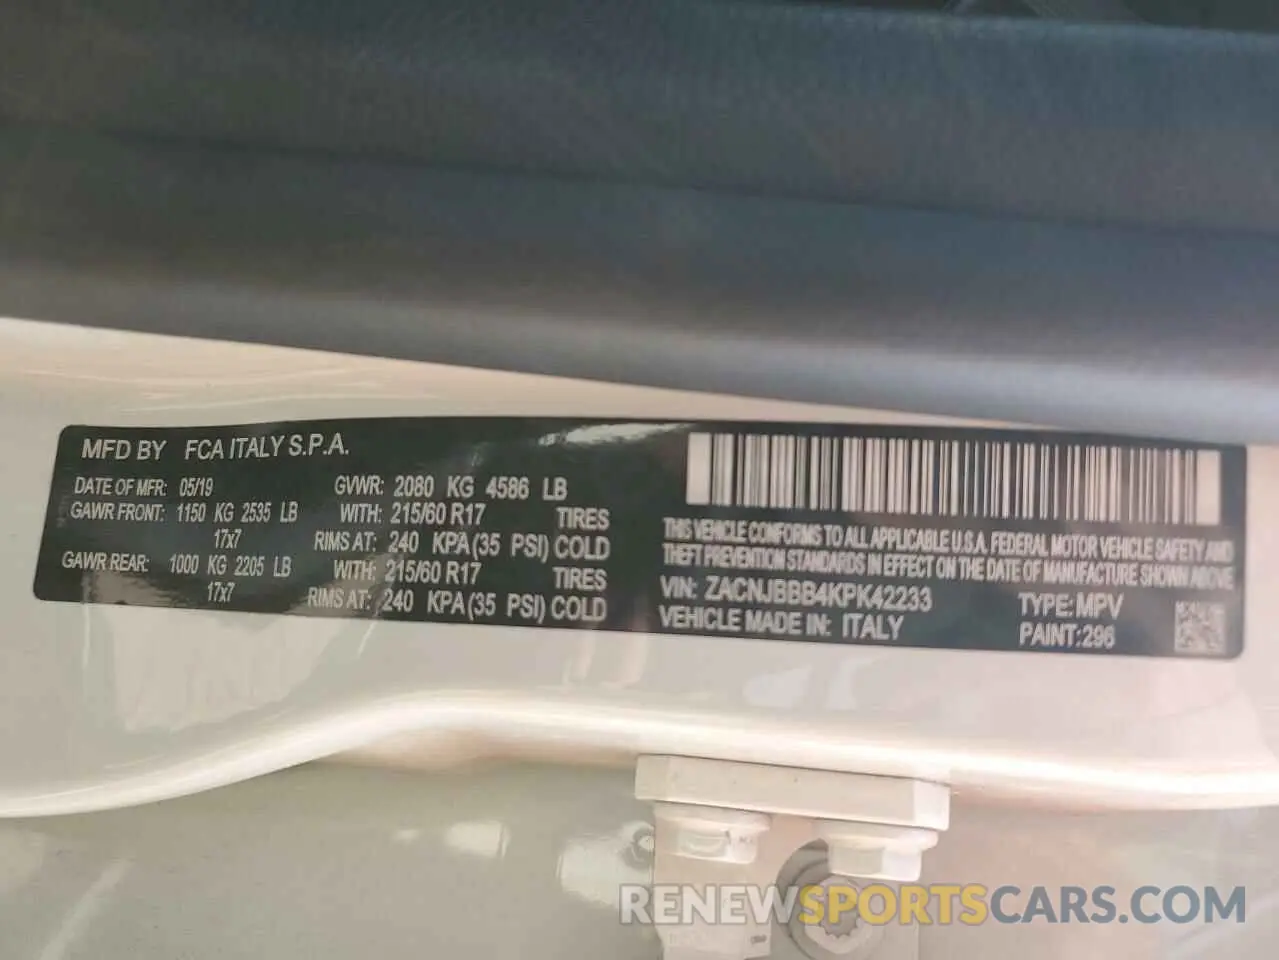 MFD BY FCA ITALY S.P.A.
DATE OF MFR: 05/19 GVWR: 2080 KG 4586 LB
GAWR FRONT: 1150 KG 2535 LB WITH: 215/60 R17 TIRES
17x7 RIMS AT: 240 KPA (35 PSI) COLD
GAWR REAR: 1000 KG 2205 LB WITH: 215/60 R17 TIRES
17x7 RIMS AT: 240 KPA (35 PSI) COLD
THIS VEHICLE CONFORMS TO ALL APPLICABLE U.S.A. FEDERAL MOTOR VEHICLE SAFETY AND
THEFT PREVENTION STANDARDS IN EFFECT ON THE DATE OF MANUFACTURE SHOWN ABOVE
VIN: ZACNJBBB4KPK42233 TYPE: MPV
VEHICLE MADE IN: ITALY PAINT: 296
RENEWSPORTSCARS.COM